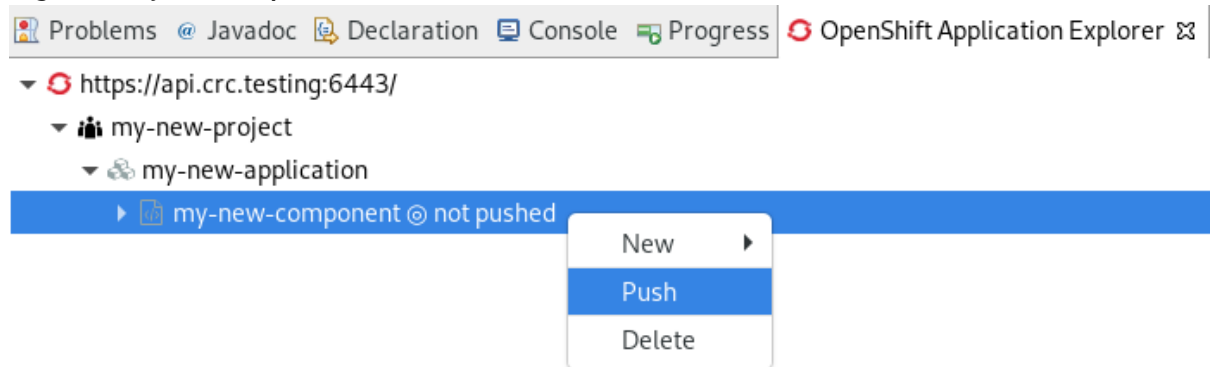 Problems @ Javadoc Declaration Console Progress OpenShift Application Explorer
https://api.crc.testing:6443/
my-new-project
my-new-application
my-new-component ◎ not pushed
New
Push
Delete